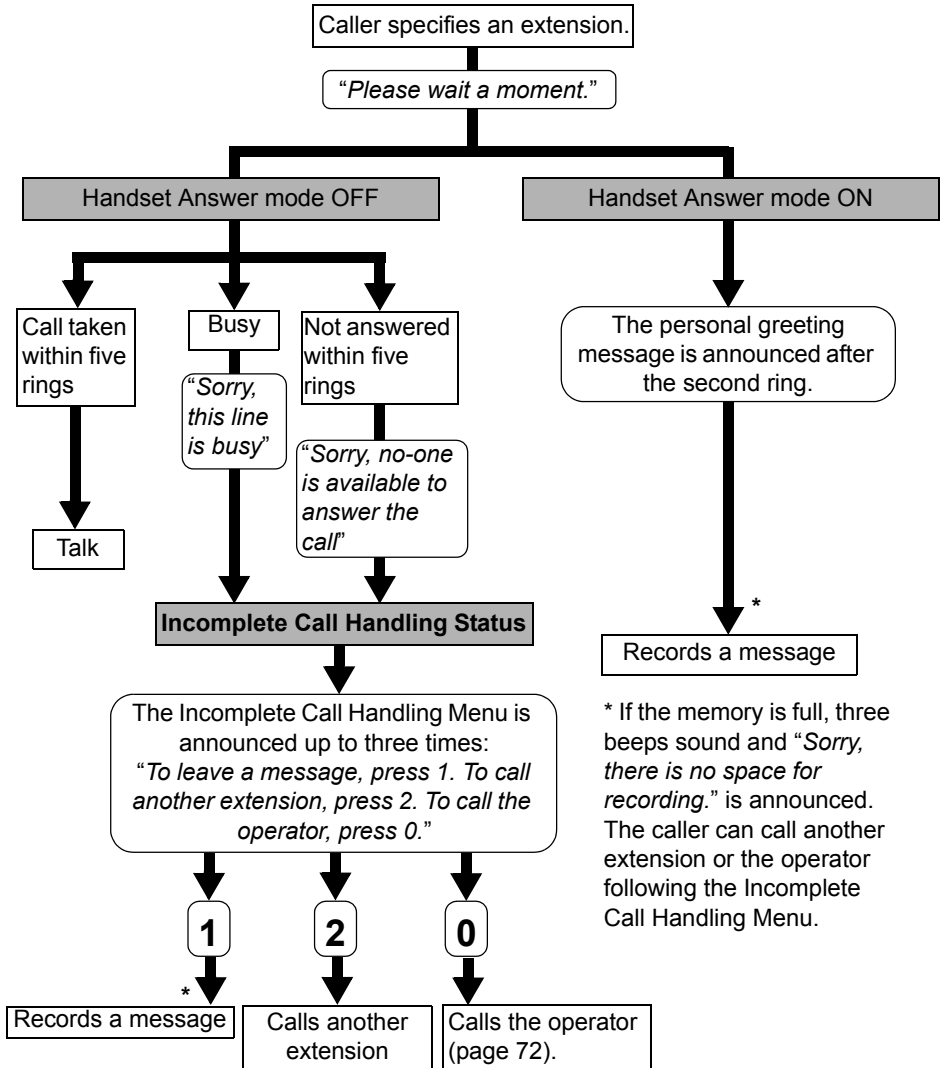 Caller specifies an extension.
“Please wait a moment.”
Handset Answer mode OFF
Handset Answer mode ON
Call taken
within five
rings
Busy
Not answered
within five
rings
The personal greeting
message is announced after
the second ring.
“Sorry,
this line
is busy”
“Sorry, no-one
is available to
answer the
call”
Talk
*
Incomplete Call Handling Status
Records a message
The Incomplete Call Handling Menu is
announced up to three times:
“To leave a message, press 1. To call
another extension, press 2. To call the
operator, press 0.”
* If the memory is full, three
beeps sound and “Sorry,
there is no space for
recording.” is announced.
The caller can call another
extension or the operator
following the Incomplete
Call Handling Menu.
1
2
0
*
Records a message
Calls another
extension
Calls the operator
(page 72).